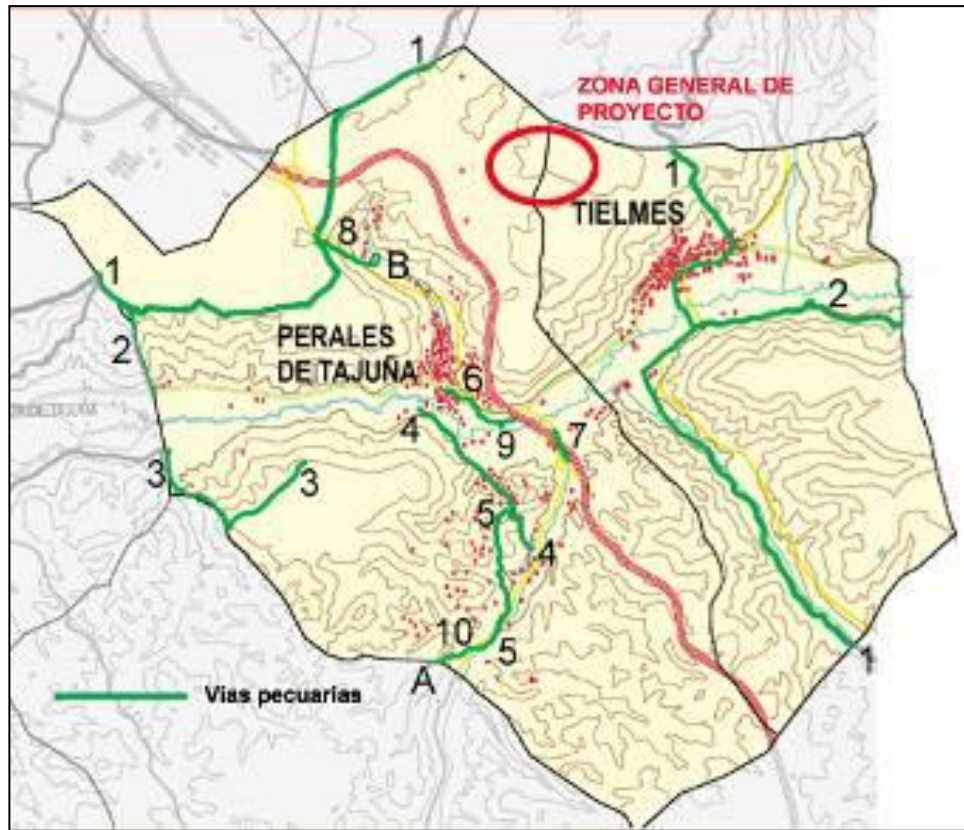 1
ZONA GENERAL DE
PROYECTO
1
TIELMES
8
B
1
2
2
PERALES
DE TAJUÑA
6
4
9
7
3
3
5
4
10
5
A
1
Vias pecuarias